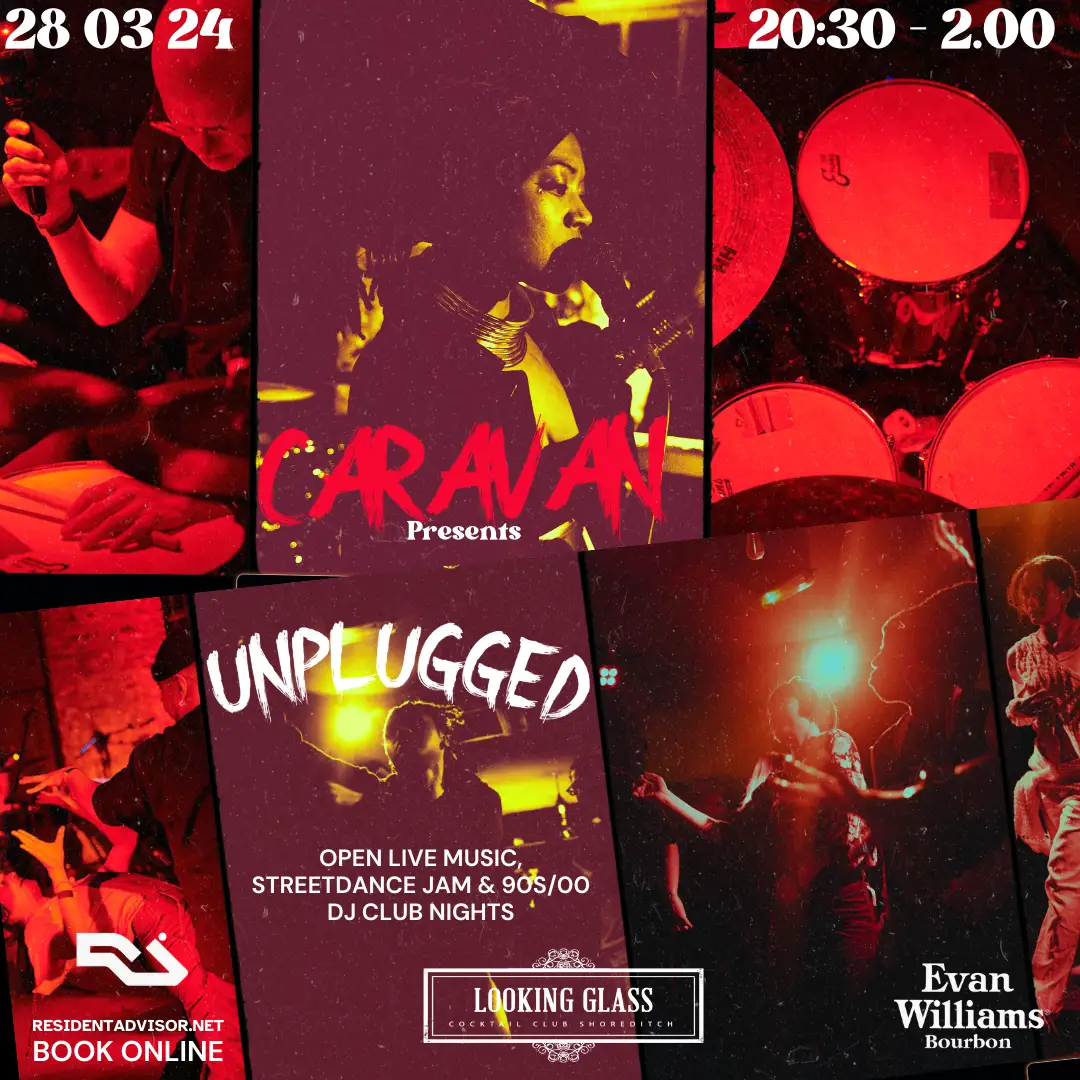 28 03 24
20:30 - 2.00
CARAVAN
Presents
UNPLUGGED
OPEN LIVE MUSIC,
STREETDANCE JAM & 90S/00
DJ CLUB NIGHTS
RESIDENTADVISOR.NET
BOOK ONLINE
LOOKING GLASS
COCKTAIL CLUB SHOREDITCH
Evan
Williams
Bourbon
HH